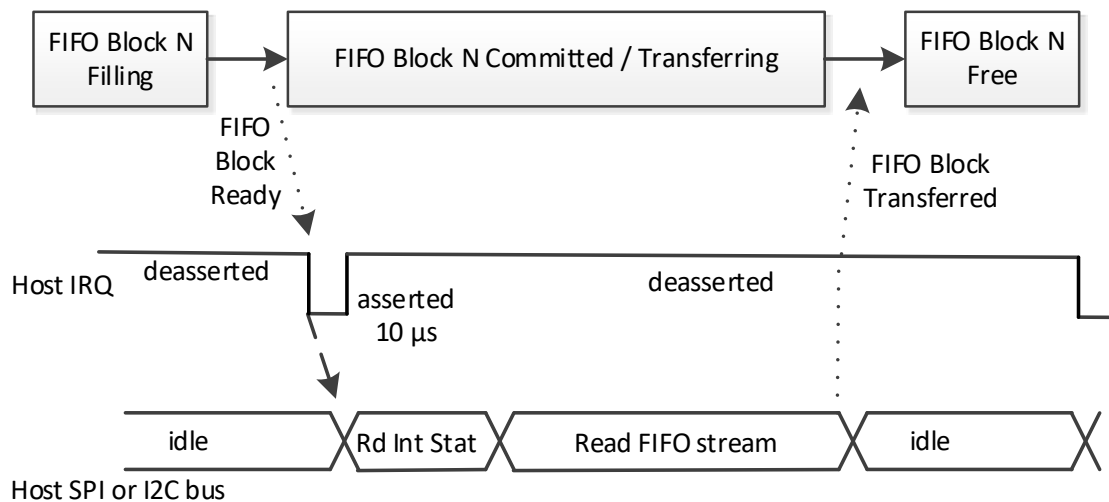 FIFO Block N
Filling
FIFO Block N Committed / Transferring
FIFO Block N
Free
FIFO
Block
Ready
FIFO Block
Transferred
Host IRQ
deasserted
asserted
10 µs
deasserted
idle
Rd Int Stat
Read FIFO stream
idle
Host SPI or I2C bus